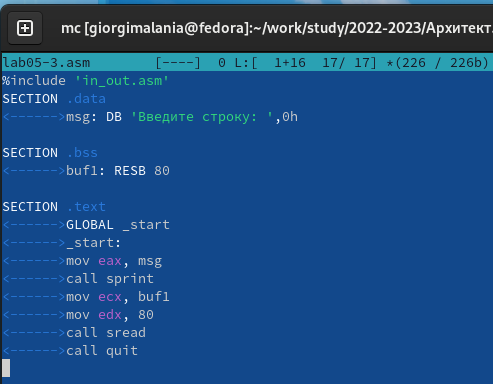 mc [giorgimalania@fedora]:~/work/study/2022-2023/Архитект
lab05-3.asm [----] 0 L:[ 1+16 17/ 17] *(226 / 226b)
%include 'in_out.asm'
SECTION .data
<------>msg: DB 'Введите строку: ',0h
SECTION .bss
<------>buf1: RESB 80
SECTION .text
<------>GLOBAL _start
<------>_start:
<------>mov eax, msg
<------>call sprint
<------>mov ecx, buf1
<------>mov edx, 80
<------>call sread
<------>call quit